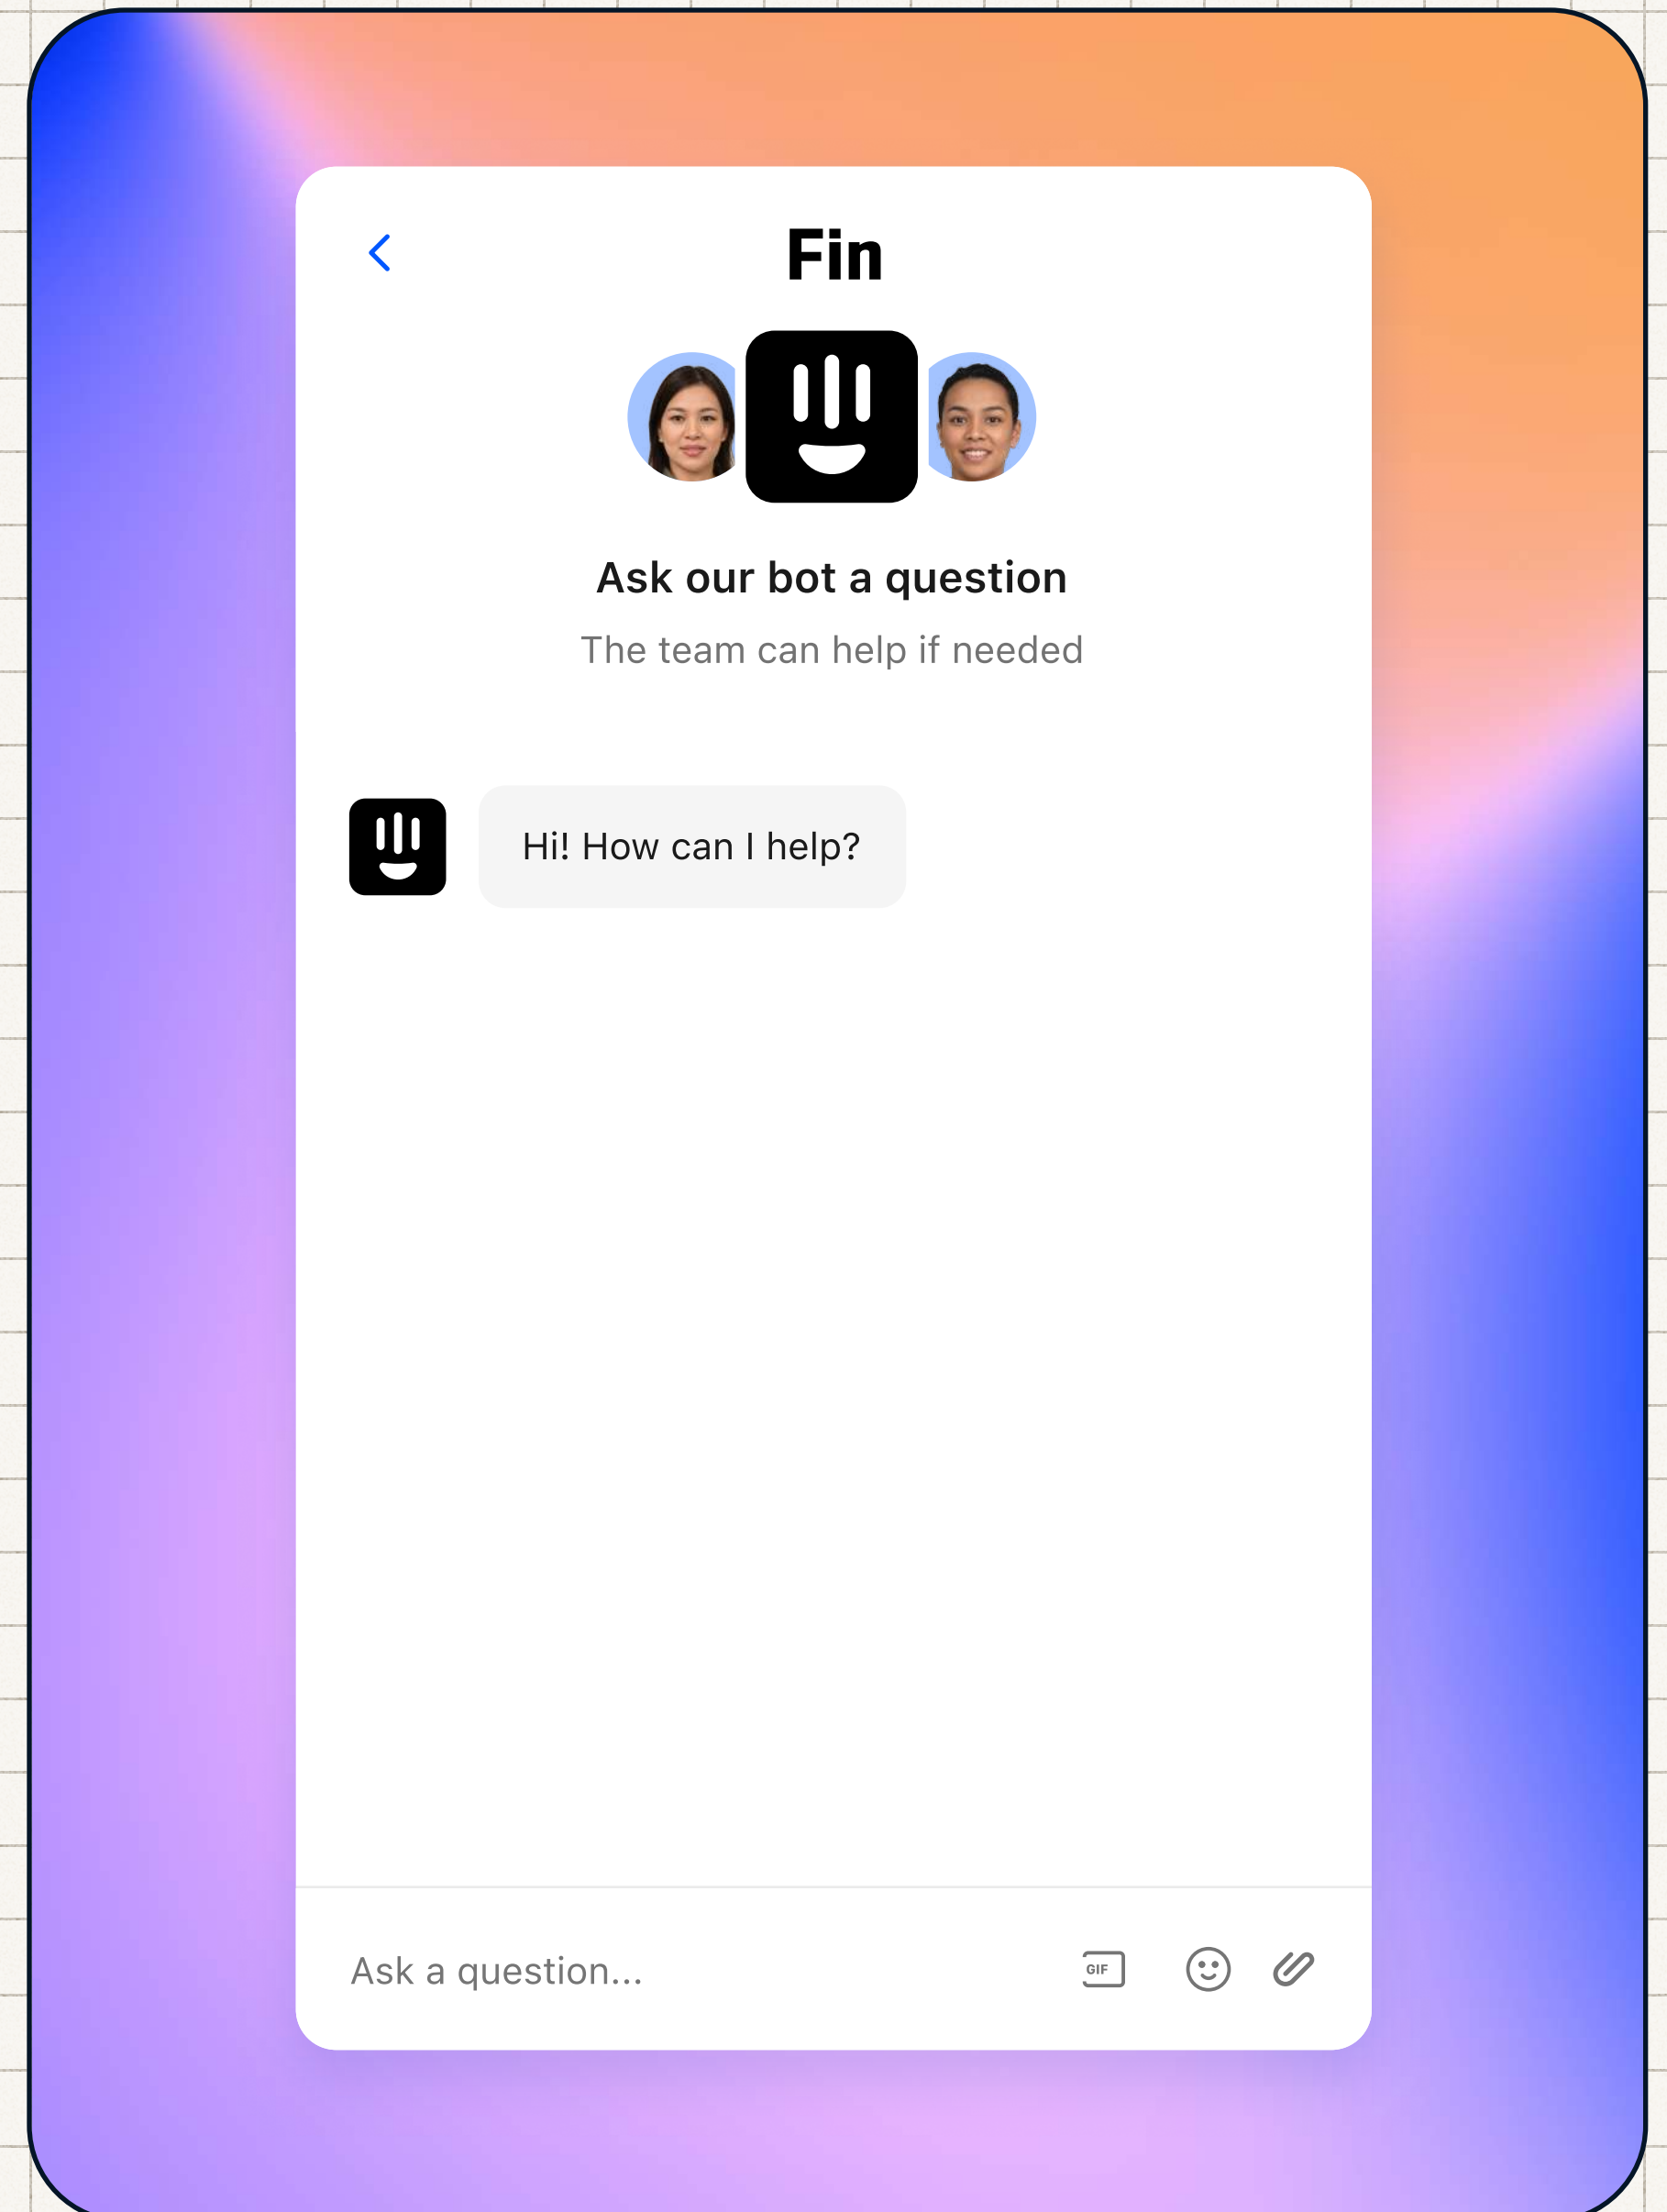 Fin
Ask our bot a question
The team can help if needed
Hi! How can I help?
Ask a question...
GIF